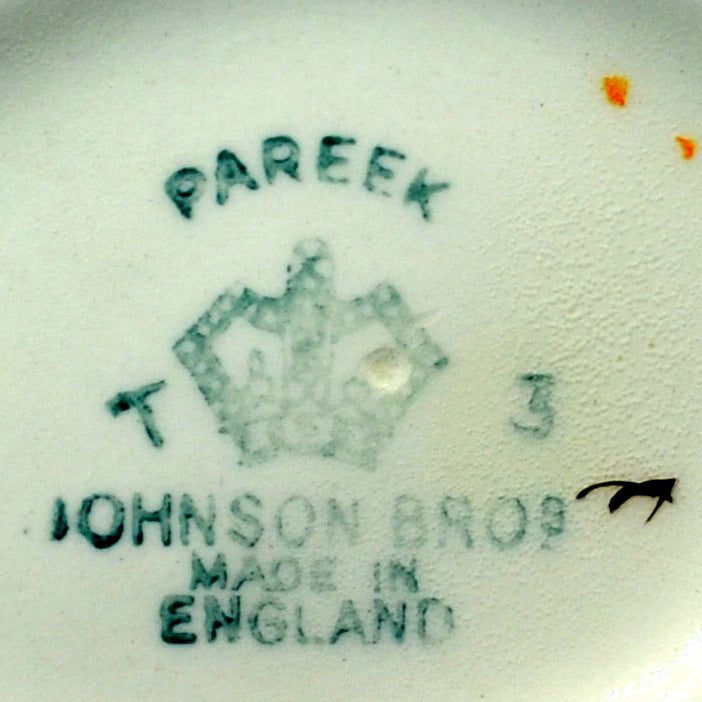 PAREEK
T 3
JOHNSON BROS
MADE IN
ENGLAND